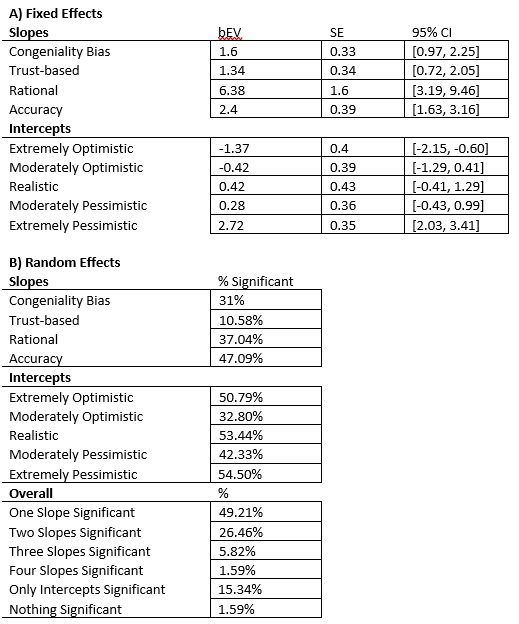 A) Fixed Effects
Slopes bEV SE 95% CI
Congeniality Bias 1.6 0.33 [0.97, 2.25]
Trust-based 1.34 0.34 [0.72, 2.05]
Rational 6.38 1.6 [3.19, 9.46]
Accuracy 2.4 0.39 [1.63, 3.16]
Intercepts
Extremely Optimistic -1.37 0.4 [-2.15, -0.60]
Moderately Optimistic -0.42 0.39 [-1.29, 0.41]
Realistic 0.42 0.43 [-0.41, 1.29]
Moderately Pessimistic 0.28 0.36 [-0.43, 0.99]
Extremely Pessimistic 2.72 0.35 [2.03, 3.41]
B) Random Effects
Slopes % Significant
Congeniality Bias 31%
Trust-based 10.58%
Rational 37.04%
Accuracy 47.09%
Intercepts
Extremely Optimistic 50.79%
Moderately Optimistic 32.80%
Realistic 53.44%
Moderately Pessimistic 42.33%
Extremely Pessimistic 54.50%
Overall %
One Slope Significant 49.21%
Two Slopes Significant 26.46%
Three Slopes Significant 5.82%
Four Slopes Significant 1.59%
Only Intercepts Significant 15.34%
Nothing Significant 1.59%